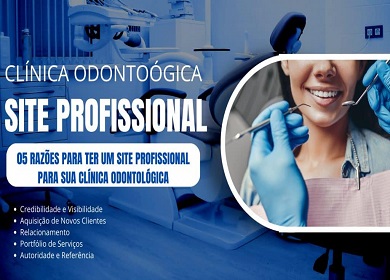 CLÍNICA ODONTOÓGICA
SITE PROFISSIONAL
05 RAZÕES PARA TER UM SITE PROFISSIONAL
PARA SUA CLÍNICA ODONTOLÓGICA
• Credibilidade e Visibilidade
• Aquisição de Novos Clientes
• Relacionamento
• Portfólio de Serviços
• Autoridade e Referência